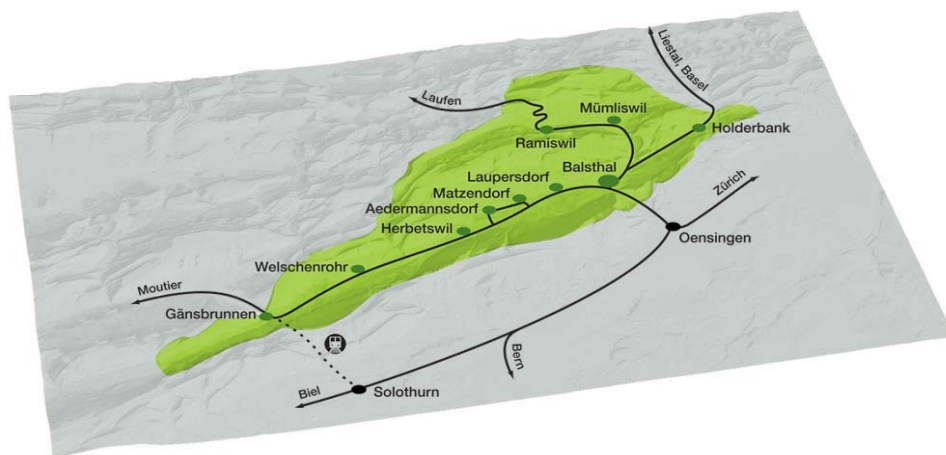 Liestal, Basel
Laufen
Mümliswil
Holderbank
Ramiswil
Balsthal
Laupersdorf
Zürich
Matzendorf
Aedermannsdorf
Herbetswil
Oensingen
Welschenrohr
Moutier
Gänsbrunnen
Bern
Biel
Solothurn